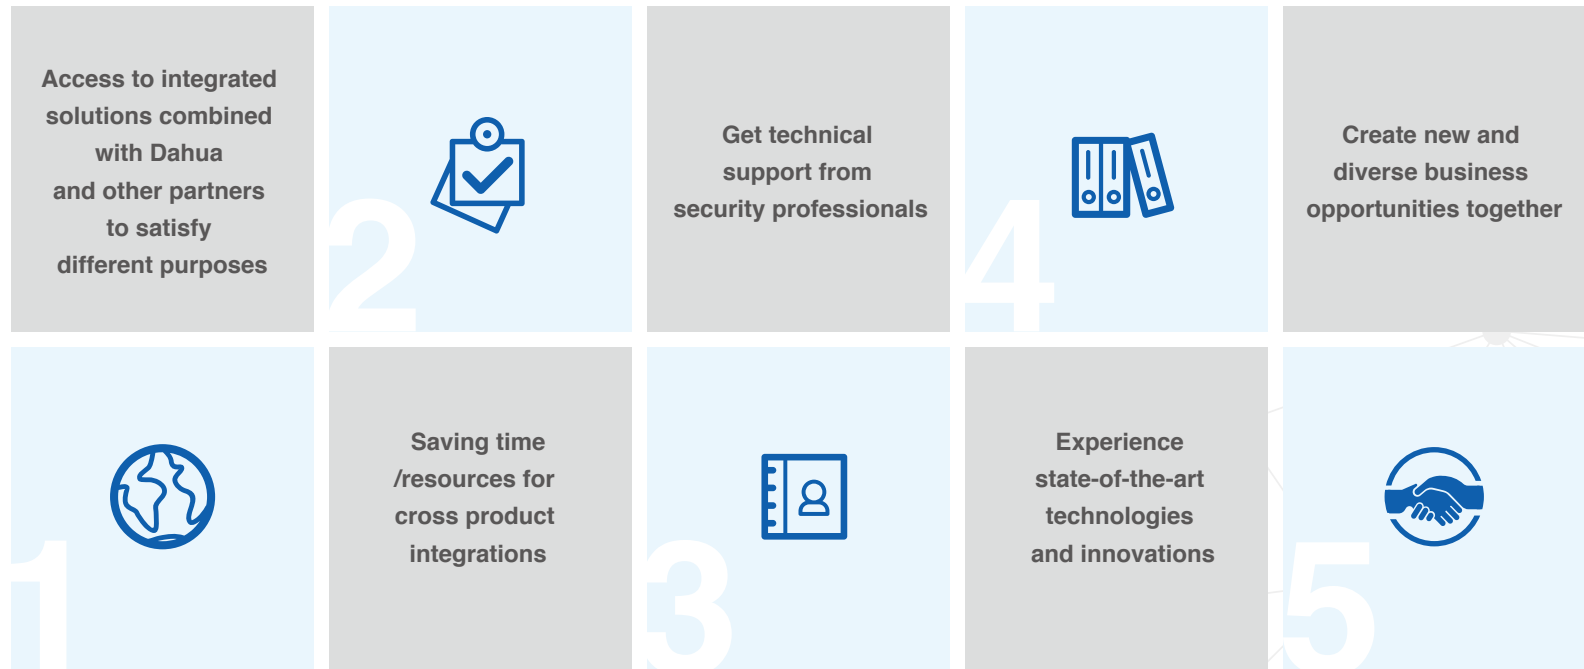 Access to integrated
solutions combined
with Dahua
and other partners
to satisfy
different purposes
1
2
Saving time
/resources for
cross product
integrations
Get technical
support from
security professionals
3
4
Experience
state-of-the-art
technologies
and innovations
Create new and
diverse business
opportunities together
5